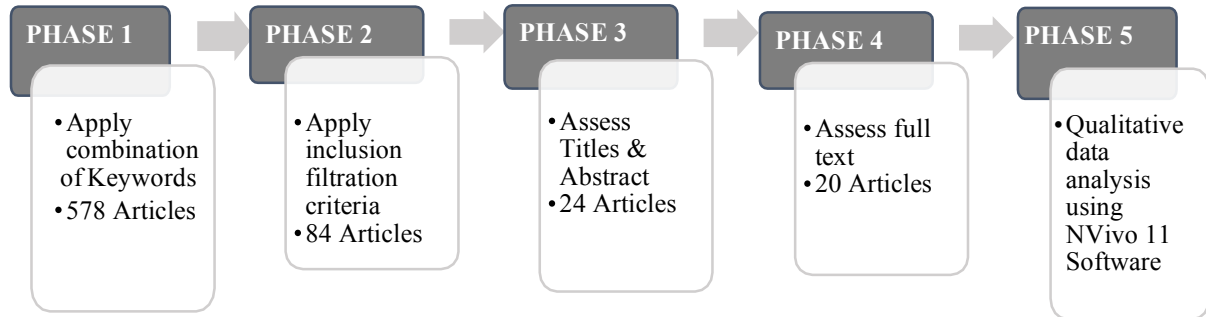 PHASE 1
• Apply
combination
of Keywords
• 578 Articles
PHASE 2
• Apply
inclusion
filtration
criteria
• 84 Articles
PHASE 3
• Assess
Titles &
Abstract
• 24 Articles
PHASE 4
• Assess full
text
• 20 Articles
PHASE 5
• Qualitative
data
analysis
using
NVivo 11
Software